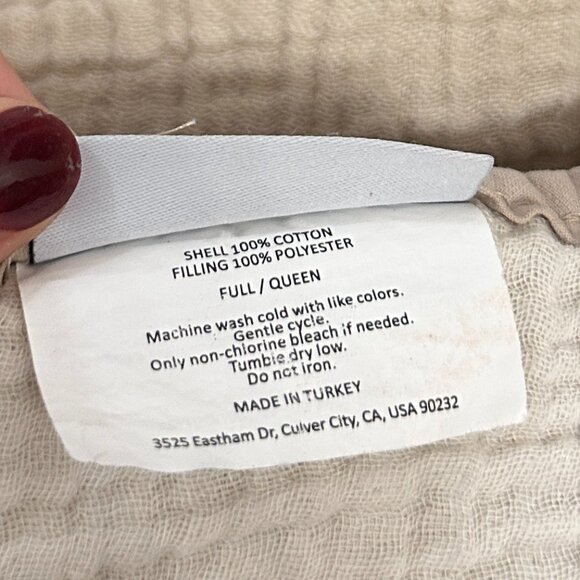 SHELL 100% COTTON
FILLING 100% POLYESTER
FULL / QUEEN
Machine wash cold with like colors.
Gentle cycle.
Only non-chlorine bleach if needed.
Tumble dry low.
Do not iron.
MADE IN TURKEY
3525 Eastham Dr, Culver City, CA, USA 90232